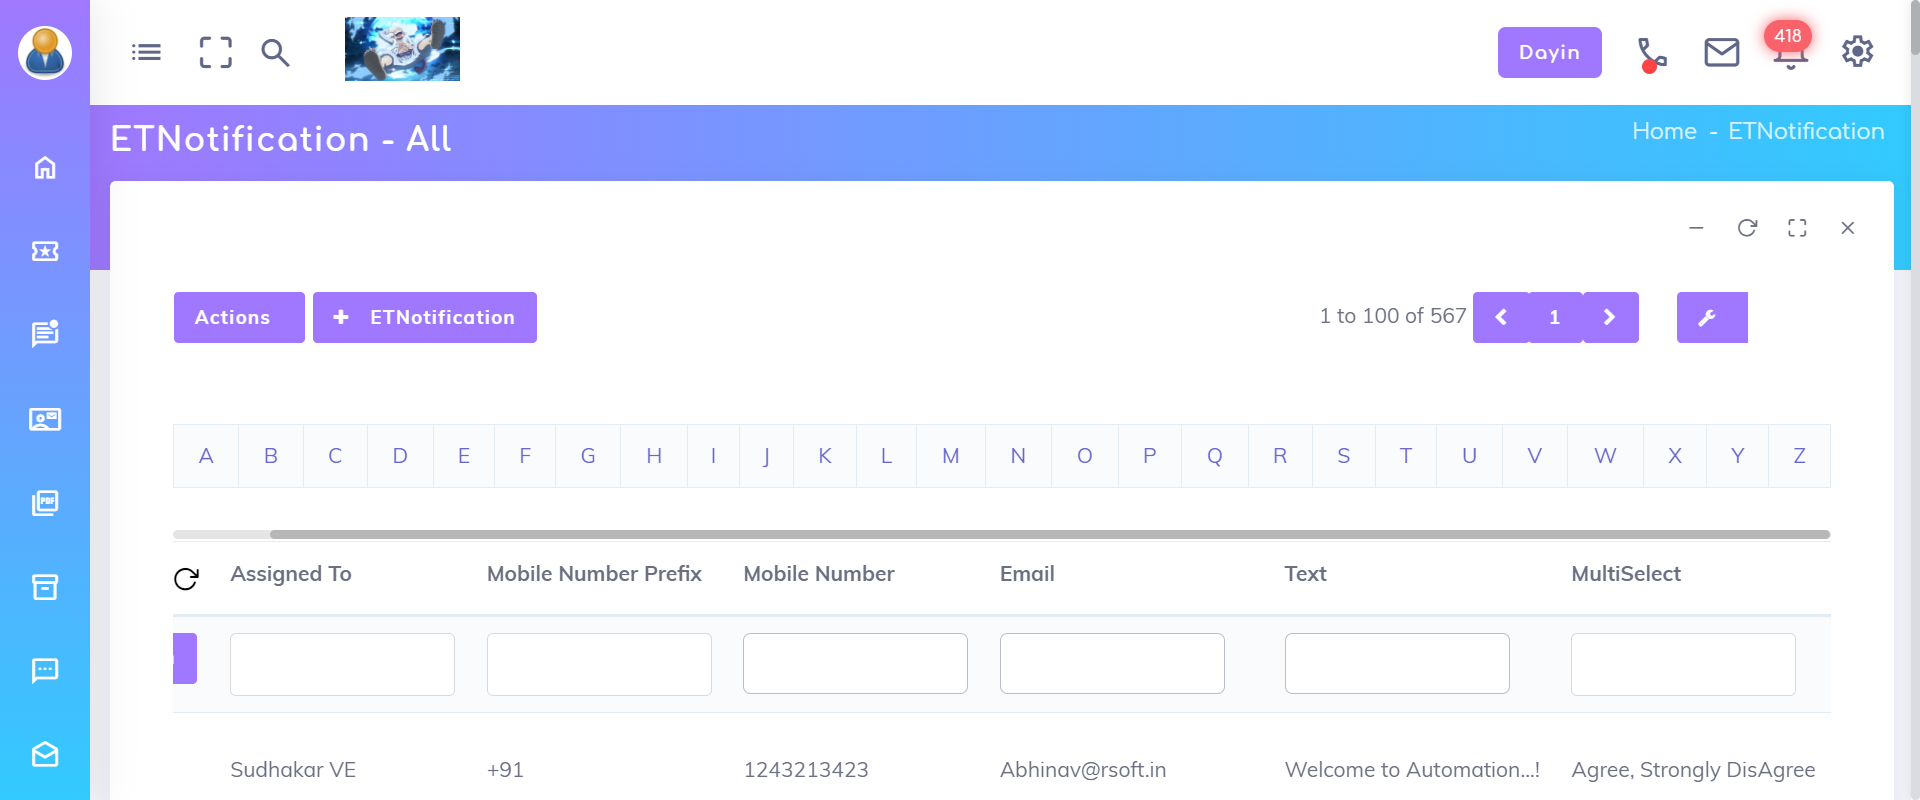 Dayin
418
ETNotification - All
Home - ETNotification
Actions
ETNotification
1 to 100 of 567
1
A B C D E F G H I J K L M N O P Q R S T U V W X Y Z
Assigned To Mobile Number Prefix Mobile Number Email Text MultiSelect
PDF
Sudhakar VE +91 1243213423 Abhinav@rsoft.in Welcome to Automation...! Agree, Strongly DisAgree